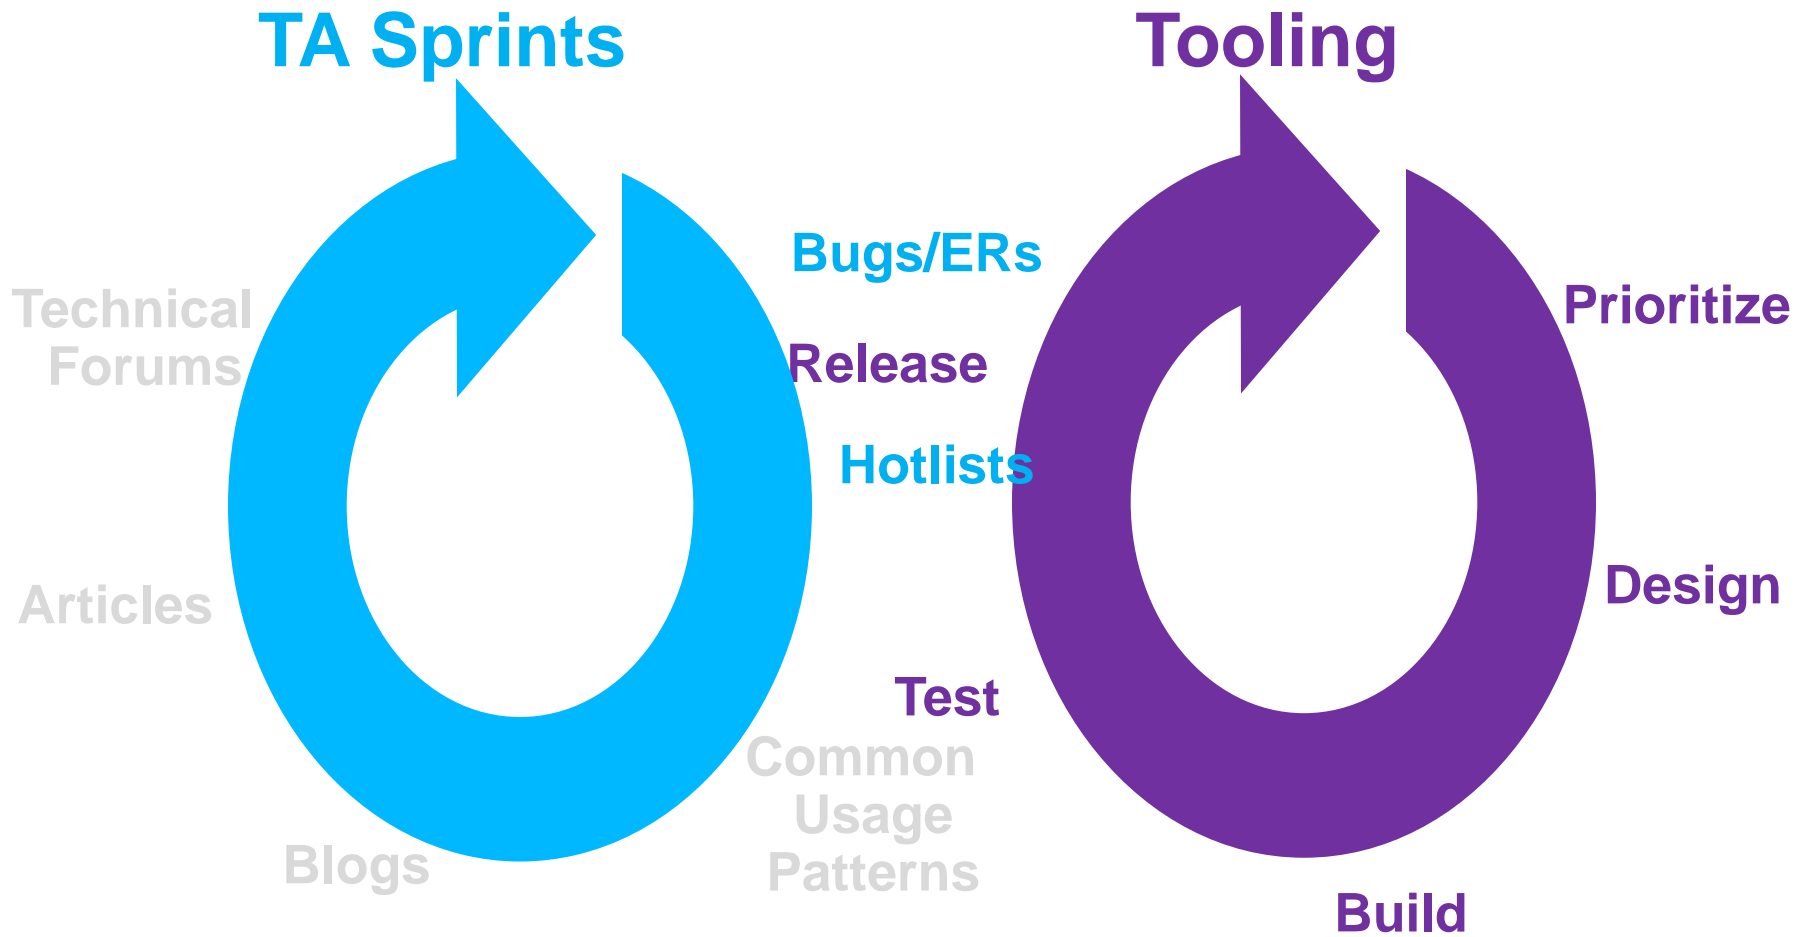 TA Sprints
Tooling
Bugs/ERs
Prioritize
Technical
Forums
Release
Hotlists
Articles
Design
Test
Common
Usage
Patterns
Blogs
Build